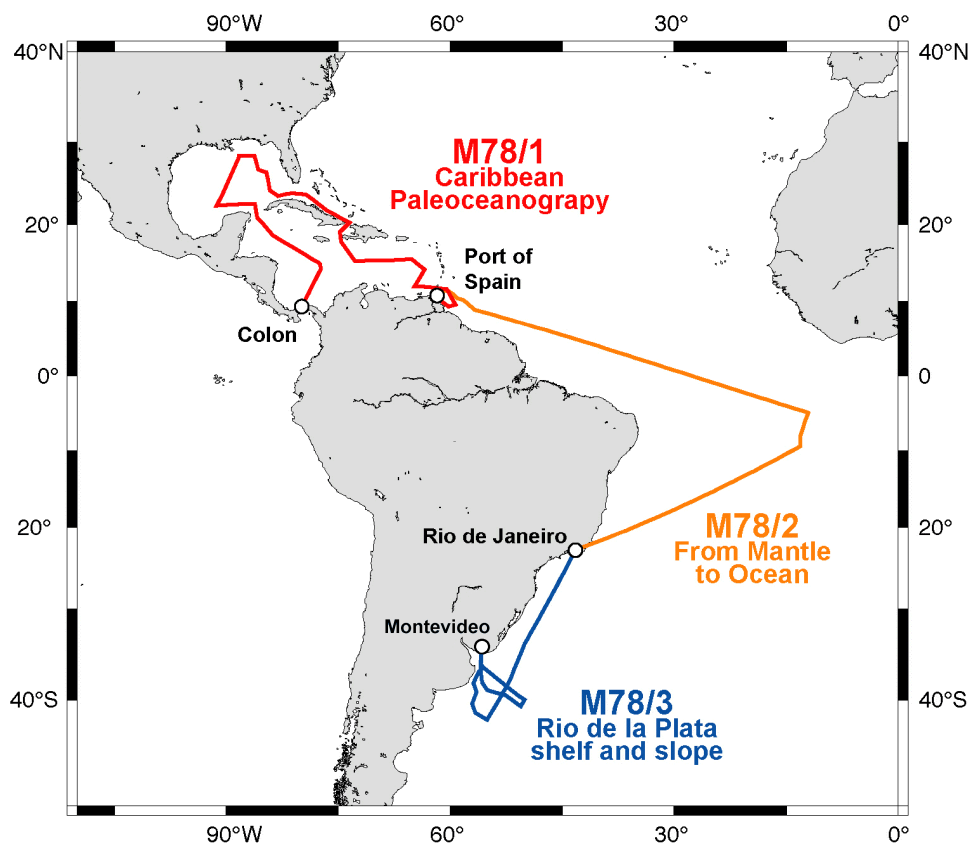 90°W 60° 30° 0°
40°N 40°N
M78/1
Caribbean
Paleoceanograpy
20° 20°
Port of
Spain
Colon
0° 0
M78/2
From Mantle
to Ocean
Rio de Janeiro
20° 20°
Montevideo
M78/3
Rio de la Plata
shelf and slope
40°S 40°S
90°W 60° 30° 0°